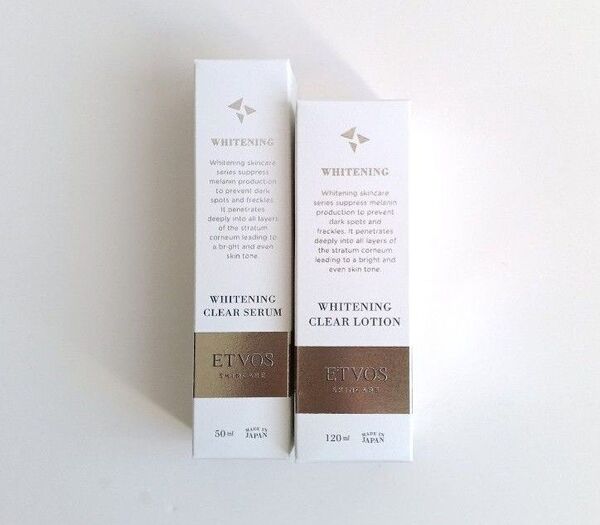 WHITENING
Whitening skincare
series suppress
melanin production
to prevent dark
spots and freckles.
It penetrates
deeply into all layers
of the stratum
corneum leading to
a bright and even
skin tone.
WHITENING
CLEAR SERUM
ETVOS
SKINCARE
50ml
MADE IN
JAPAN
WHITENING
Whitening skincare
series suppress melanin
production to prevent
dark spots and
freckles. It penetrates
deeply into all layers of
the stratum corneum
leading to a bright and
even skin tone.
WHITENING
CLEAR LOTION
ETVOS
SKINCARE
120ml
MADE IN
JAPAN